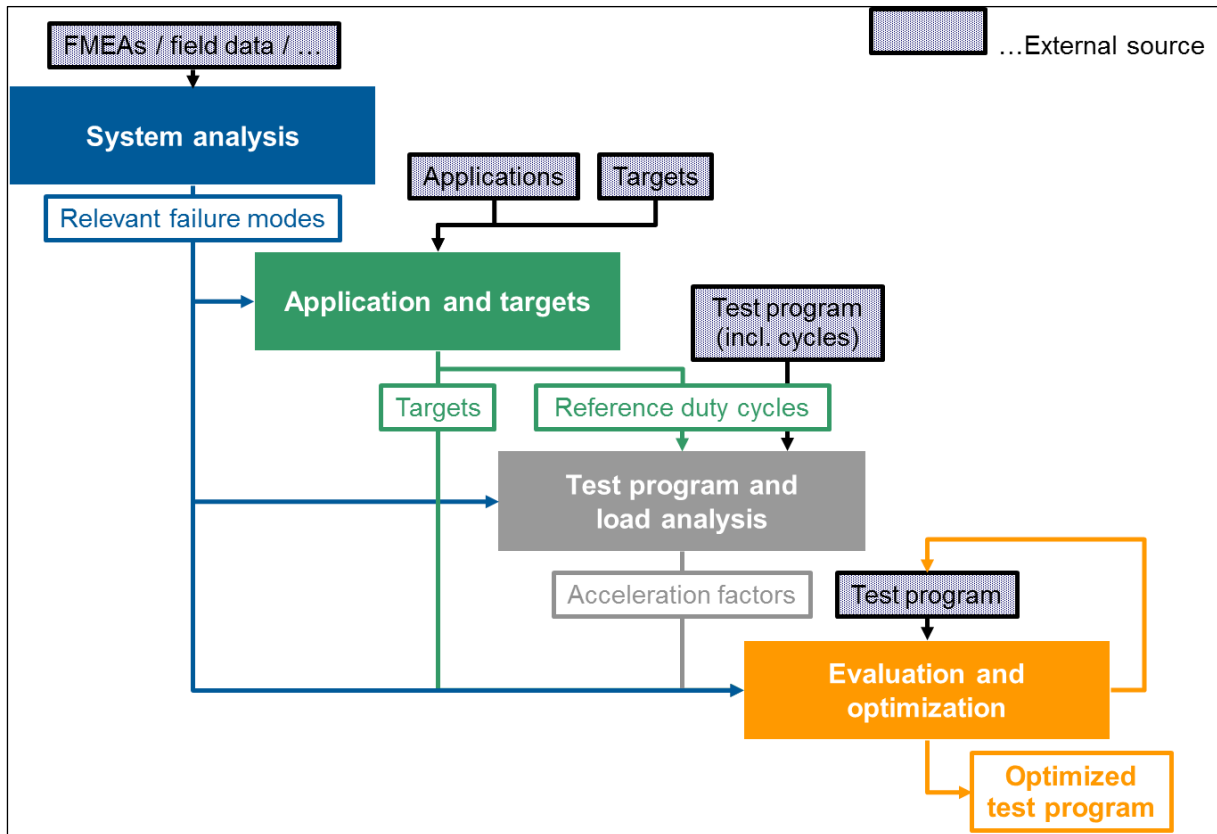 FMEAs / field data / …
…External source
System analysis
Applications
Targets
Relevant failure modes
Application and targets
Test program
(incl. cycles)
Targets
Reference duty cycles
Test program and
load analysis
Acceleration factors
Test program
Evaluation and
optimization
Optimized
test program